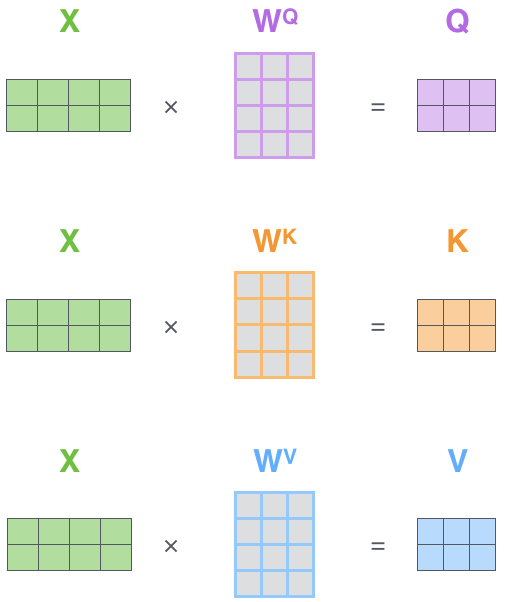 X W^Q Q
× =
X W^K K
× =
X W^V V
× =